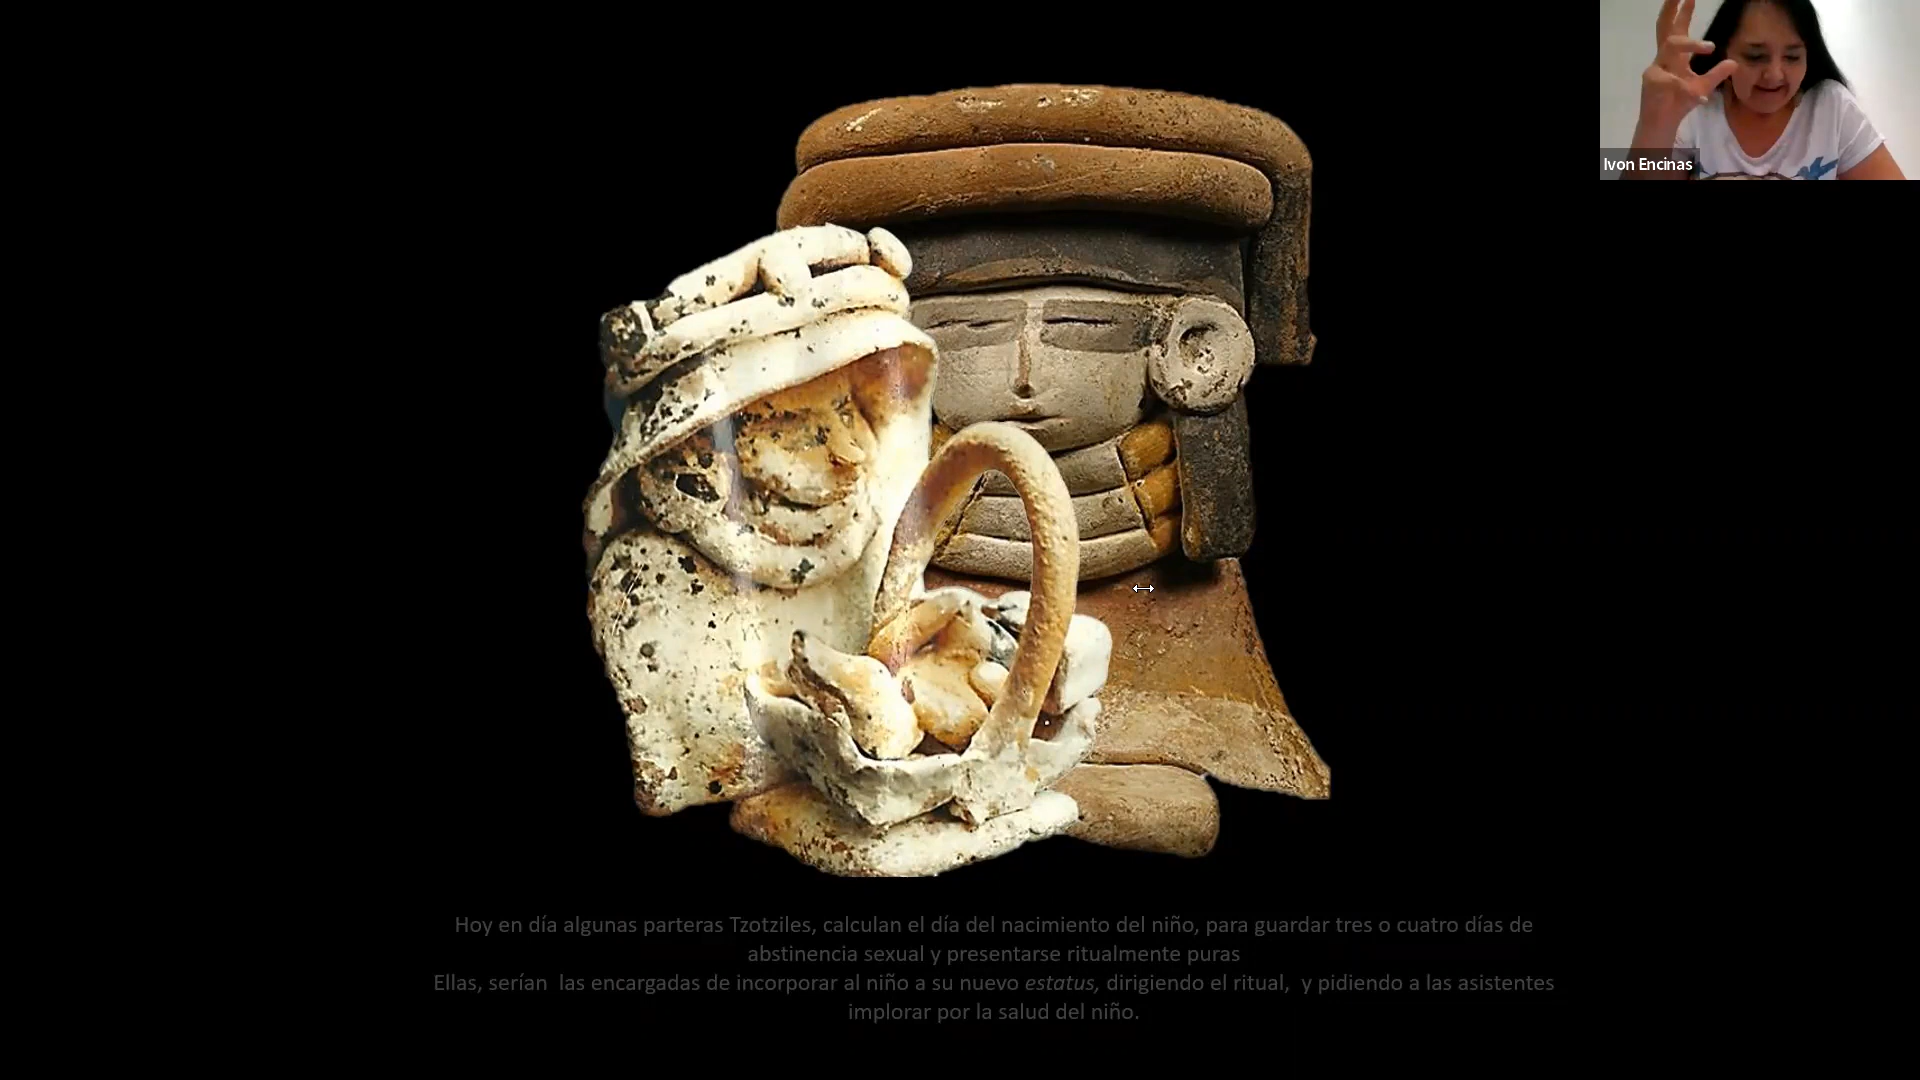 Ivon Encinas
Hoy en día algunas parteras Tzotziles, calculan el día del nacimiento del niño, para guardar tres o cuatro días de
abstinencia sexual y presentarse ritualmente puras
Ellas, serían  las encargadas de incorporar al niño a su nuevo estatus, dirigiendo el ritual,  y pidiendo a las asistentes
implorar por la salud del niño.